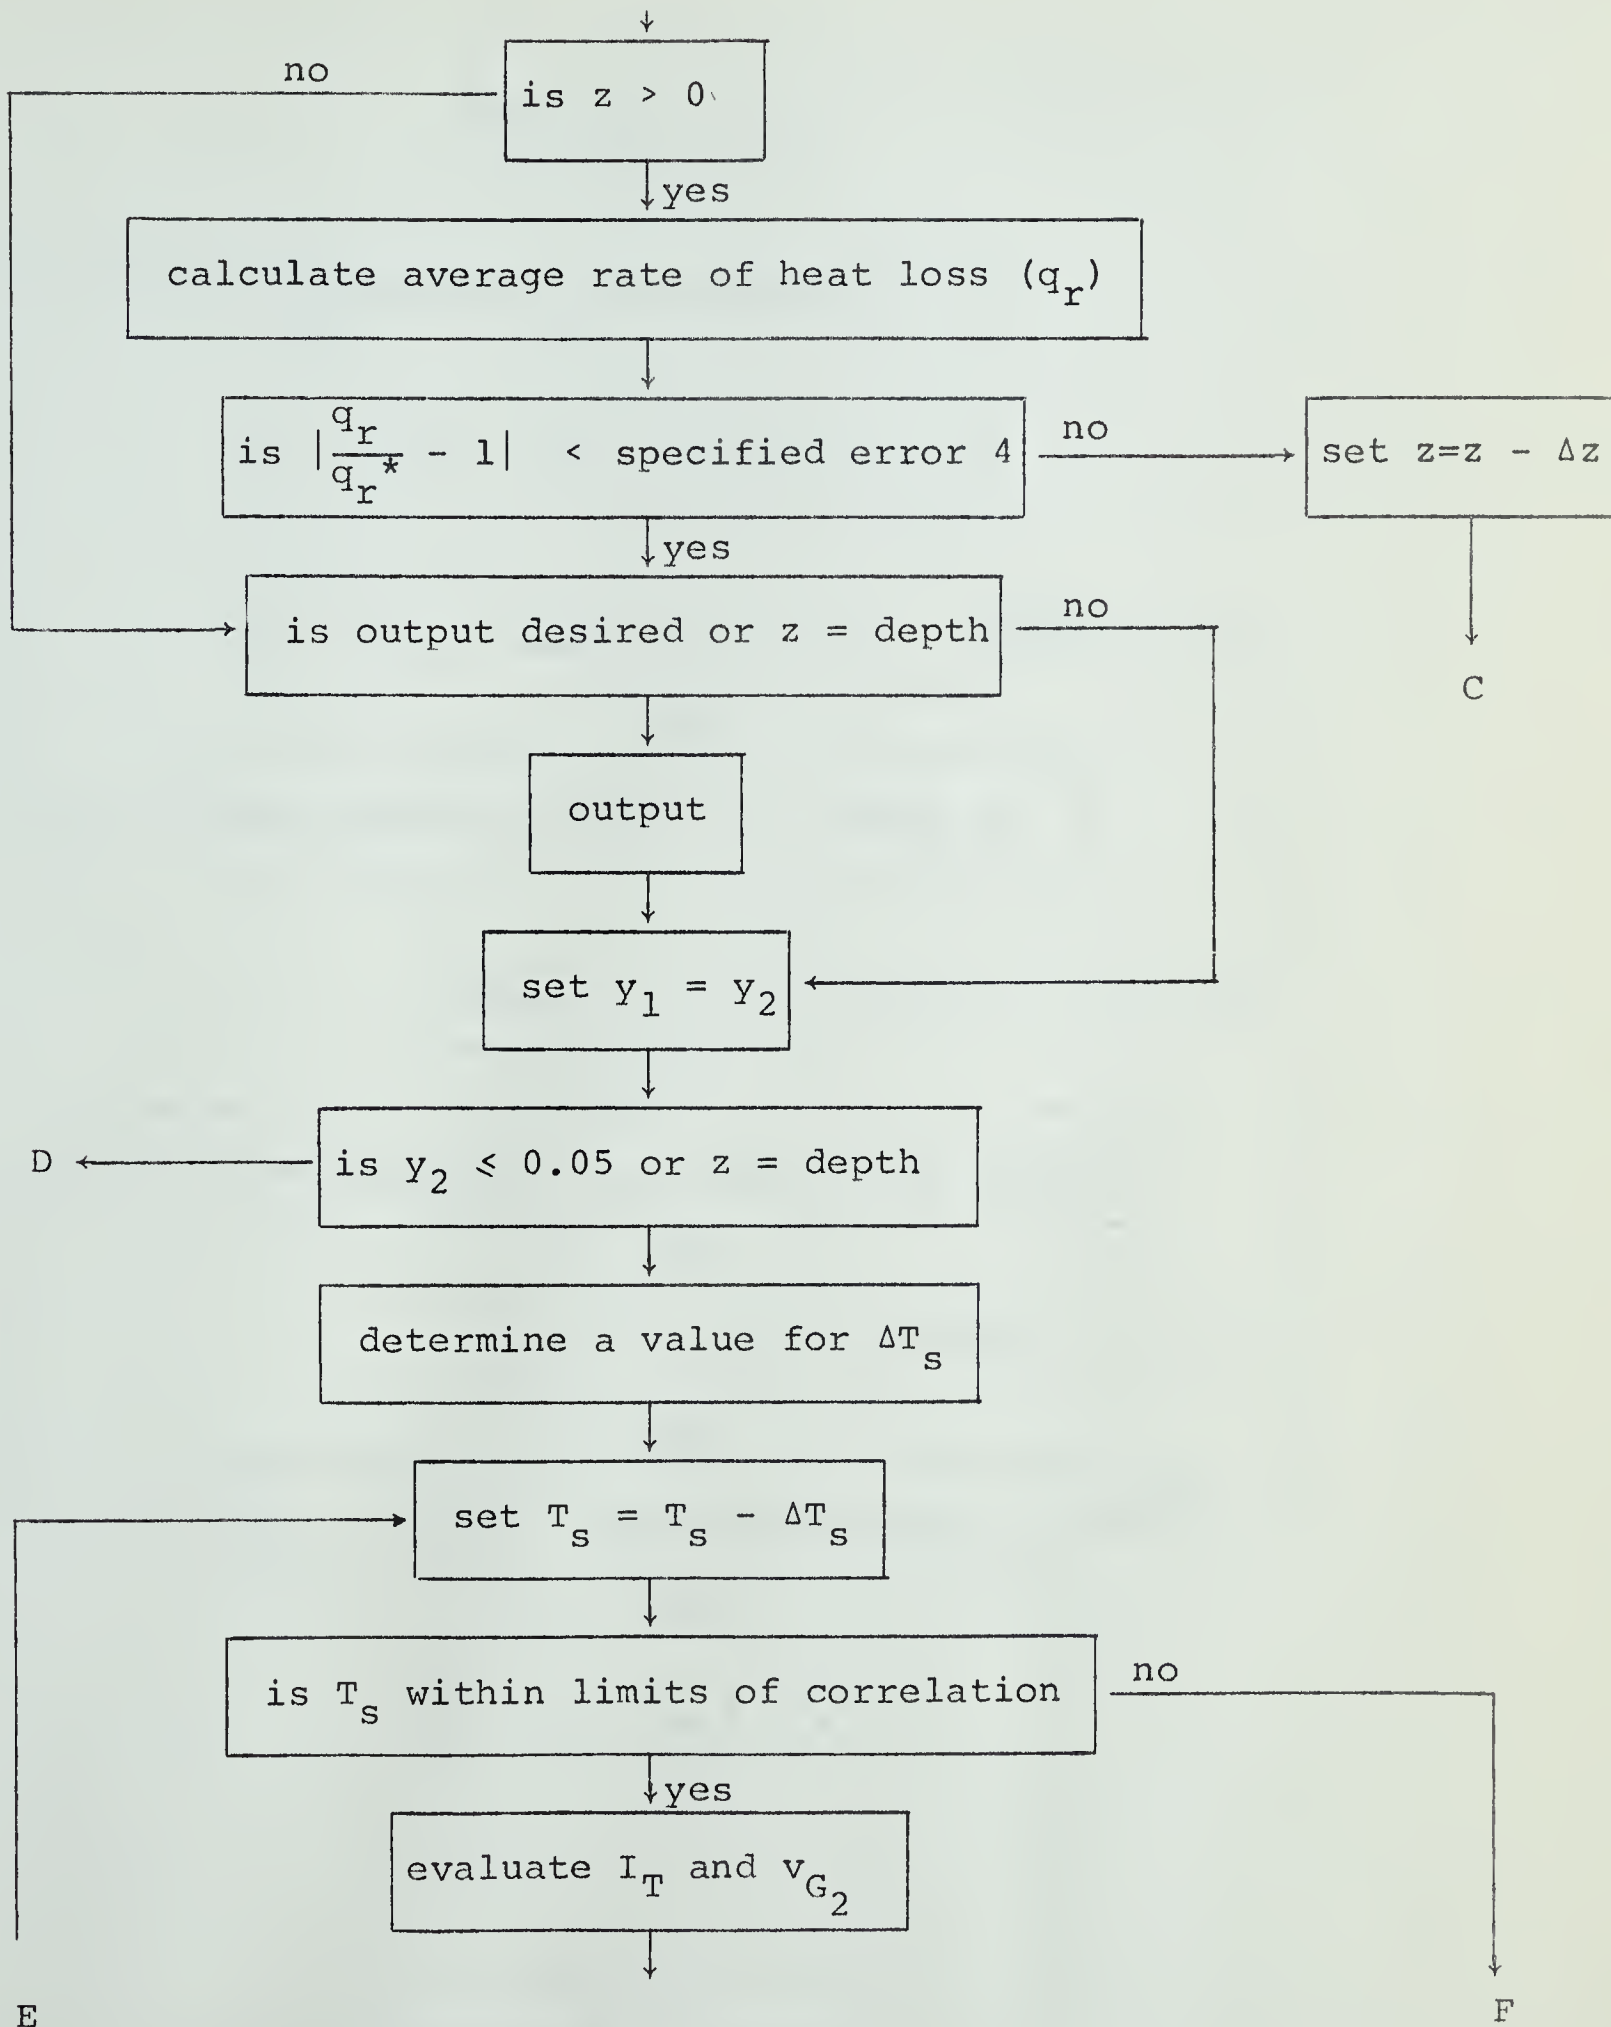 no
is z > 0
yes
calculate average rate of heat loss (q_r)
is |q_r/q_r* - 1| < specified error 4
no
set z=z - Δz
yes
is output desired or z = depth
no
C
output
set y_1 = y_2
D
is y_2 ⩽ 0.05 or z = depth
determine a value for ΔT_s
set T_s = T_s - ΔT_s
is T_s within limits of correlation
no
yes
evaluate I_T and v_G_2
E
F